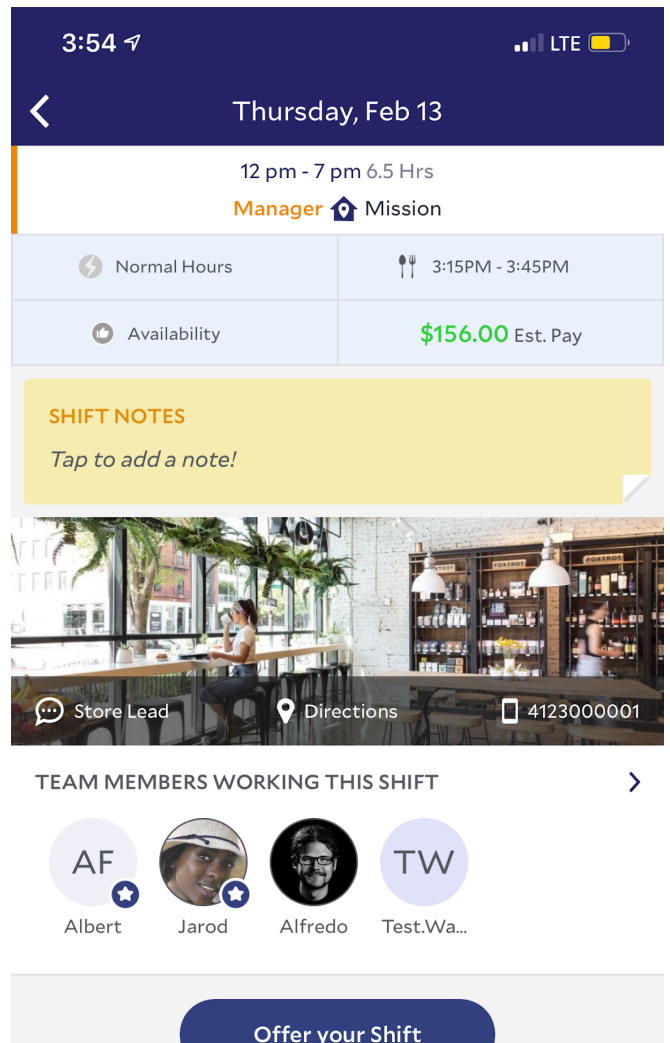 3:54 LTE
Thursday, Feb 13
12 pm - 7 pm 6.5 Hrs
Manager Mission
Normal Hours 3:15PM - 3:45PM
Availability $156.00 Est. Pay
SHIFT NOTES
Tap to add a note!
FOXTROT FOXTROT
Store Lead Directions 4123000001
TEAM MEMBERS WORKING THIS SHIFT
AF TW
Albert Jarod Alfredo Test.Wa...
Offer your Shift